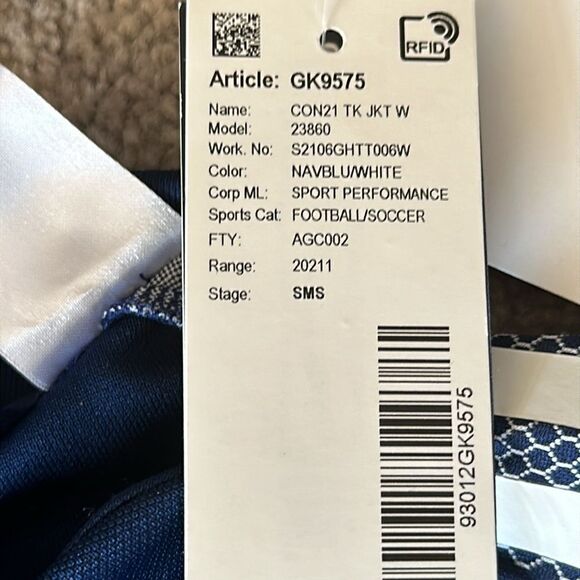 RFID
Article: GK9575
Name: CON21 TK JKT W
Model: 23860
Work. No: S2106GHTT006W
Color: NAVBLU/WHITE
Corp ML: SPORT PERFORMANCE
Sports Cat: FOOTBALL/SOCCER
FTY: AGC002
Range: 20211
Stage: SMS
93012GK9575